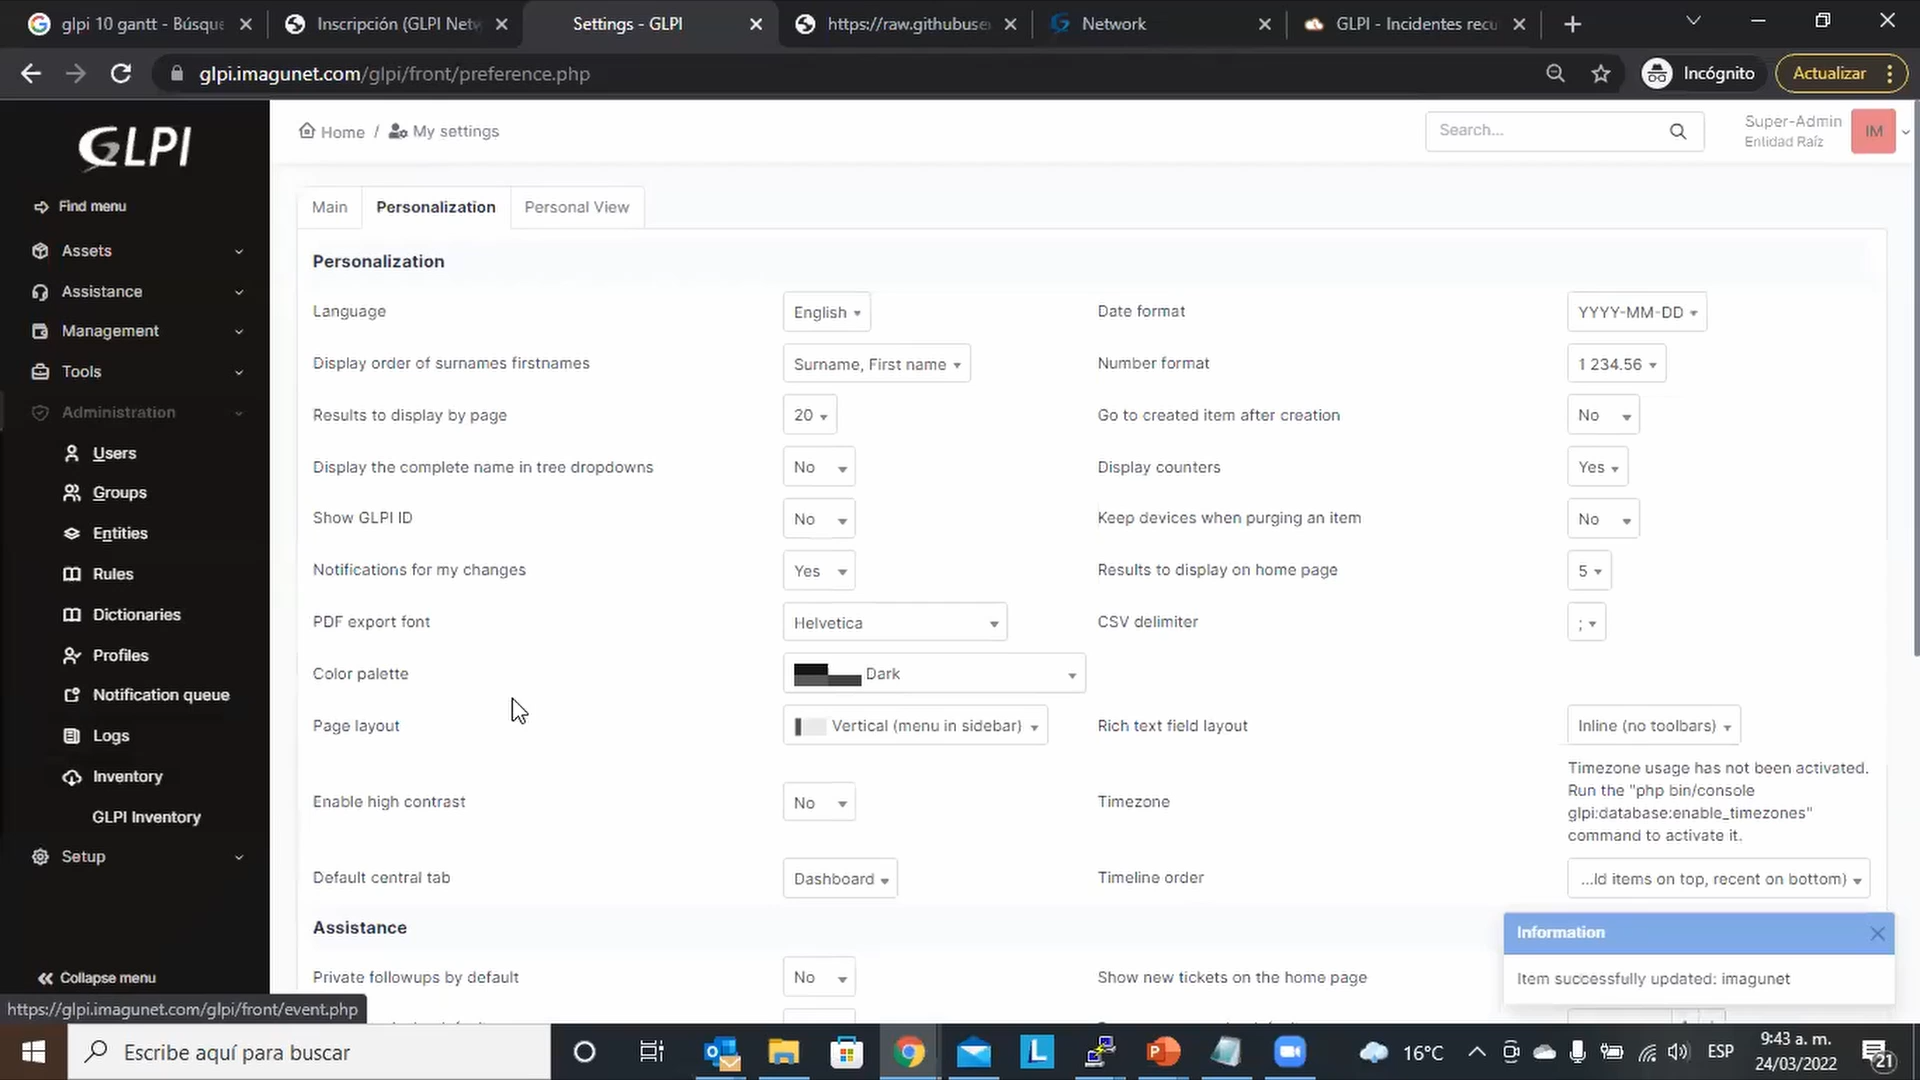 glpi 10 gantt - Búsque
Inscripción (GLPI Netw
Settings - GLPI
https://raw.githubuse
Network
GLPI - Incidentes recu
glpi.imagunet.com/glpi/front/preference.php
Incógnito
Actualizar
GLPI
Find menu
Assets
Assistance
Management
Tools
Administration
Users
Groups
Entities
Rules
Dictionaries
Profiles
Notification queue
Logs
Inventory
GLPI Inventory
Setup
Collapse menu
https://glpi.imagunet.com/glpi/front/event.php
Home / My settings
Search...
Super-Admin
Entidad Raíz
IM
Main
Personalization
Personal View
Personalization
Language
English
Date format
YYYY-MM-DD
Display order of surnames firstnames
Surname, First name
Number format
1 234.56
Results to display by page
20
Go to created item after creation
No
Display the complete name in tree dropdowns
No
Display counters
Yes
Show GLPI ID
No
Keep devices when purging an item
No
Notifications for my changes
Yes
Results to display on home page
5
PDF export font
Helvetica
CSV delimiter
;
Color palette
Dark
Page layout
Vertical (menu in sidebar)
Rich text field layout
Inline (no toolbars)
Enable high contrast
No
Timezone
Timezone usage has not been activated.
Run the "php bin/console
glpi:database:enable_timezones"
command to activate it.
Default central tab
Dashboard
Timeline order
...ld items on top, recent on bottom)
Assistance
Private followups by default
No
Show new tickets on the home page
Information
Item successfully updated: imagunet
Escribe aquí para buscar
16°C
ESP
9:43 a. m.
24/03/2022
21